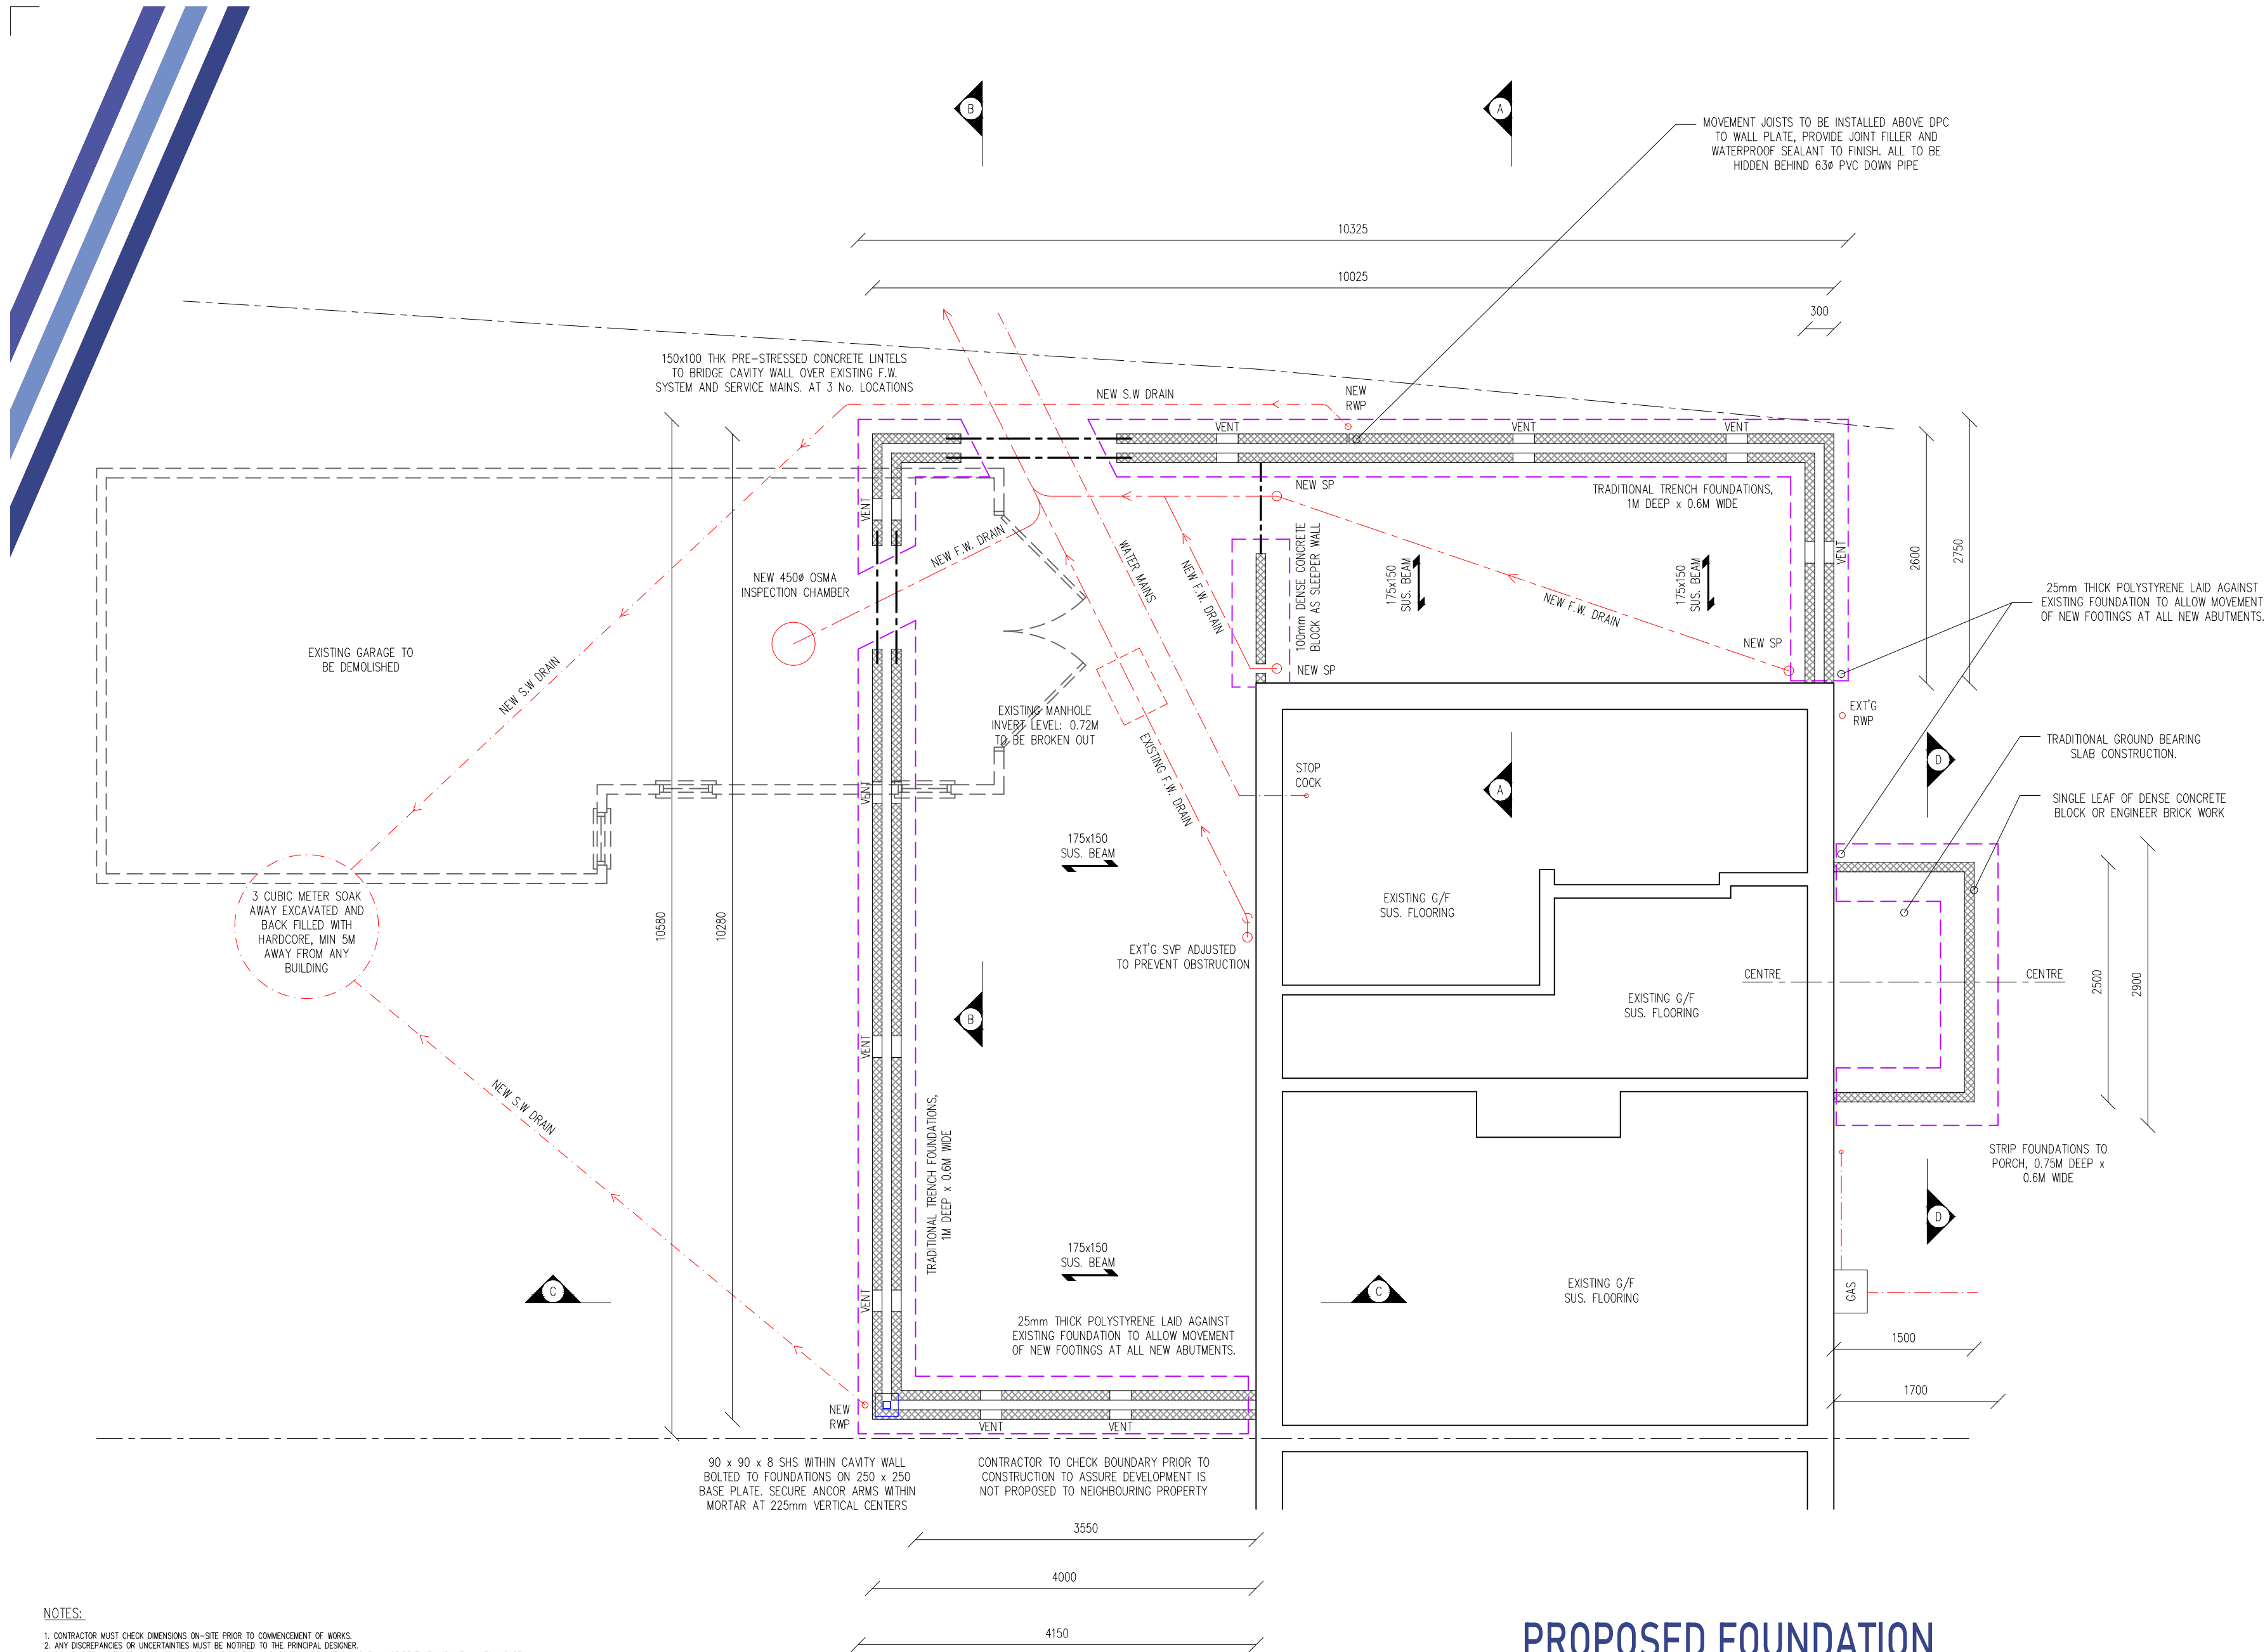 B
A
MOVEMENT JOISTS TO BE INSTALLED ABOVE DPC
TO WALL PLATE, PROVIDE JOINT FILLER AND
WATERPROOF SEALANT TO FINISH. ALL TO BE
HIDDEN BEHIND 63ø PVC DOWN PIPE
10325
10025
300
150x100 THK PRE-STRESSED CONCRETE LINTELS
TO BRIDGE CAVITY WALL OVER EXISTING F.W.
SYSTEM AND SERVICE MAINS. AT 3 No. LOCATIONS
NEW S.W DRAIN
NEW
RWP
VENT
VENT
VENT
NEW SP
TRADITIONAL TRENCH FOUNDATIONS,
1M DEEP x 0.6M WIDE
VENT
NEW F.W. DRAIN
WATER MAINS
NEW F.W. DRAIN
100mm DENSE CONCRETE
BLOCK AS SLEEPER WALL
175x150
SUS. BEAM
175x150
SUS. BEAM
VENT
2600
2750
NEW 450ø OSMA
INSPECTION CHAMBER
25mm THICK POLYSTYRENE LAID AGAINST
EXISTING FOUNDATION TO ALLOW MOVEMENT
OF NEW FOOTINGS AT ALL NEW ABUTMENTS.
NEW F.W. DRAIN
NEW SP
NEW SP
EXISTING GARAGE TO
BE DEMOLISHED
NEW S.W DRAIN
EXISTING MANHOLE
INVERT LEVEL: 0.72M
TO BE BROKEN OUT
EXISTING F.W. DRAIN
EXT'G
RWP
TRADITIONAL GROUND BEARING
SLAB CONSTRUCTION.
D
STOP
COCK
A
VENT
SINGLE LEAF OF DENSE CONCRETE
BLOCK OR ENGINEER BRICK WORK
175x150
SUS. BEAM
3 CUBIC METER SOAK
AWAY EXCAVATED AND
BACK FILLED WITH
HARDCORE, MIN 5M
AWAY FROM ANY
BUILDING
10580
10280
EXISTING G/F
SUS. FLOORING
EXT'G SVP ADJUSTED
TO PREVENT OBSTRUCTION
CENTRE
CENTRE
2500
2900
EXISTING G/F
SUS. FLOORING
B
VENT
NEW S.W DRAIN
TRADITIONAL TRENCH FOUNDATIONS,
1M DEEP x 0.6M WIDE
STRIP FOUNDATIONS TO
PORCH, 0.75M DEEP x
0.6M WIDE
D
175x150
SUS. BEAM
C
VENT
C
EXISTING G/F
SUS. FLOORING
GAS
25mm THICK POLYSTYRENE LAID AGAINST
EXISTING FOUNDATION TO ALLOW MOVEMENT
OF NEW FOOTINGS AT ALL NEW ABUTMENTS.
1500
1700
NEW
RWP
VENT
VENT
90 x 90 x 8 SHS WITHIN CAVITY WALL
BOLTED TO FOUNDATIONS ON 250 x 250
BASE PLATE. SECURE ANCOR ARMS WITHIN
MORTAR AT 225mm VERTICAL CENTERS
CONTRACTOR TO CHECK BOUNDARY PRIOR TO
CONSTRUCTION TO ASSURE DEVELOPMENT IS
NOT PROPOSED TO NEIGHBOURING PROPERTY
3550
4000
4150
NOTES:
1. CONTRACTOR MUST CHECK DIMENSIONS ON-SITE PRIOR TO COMMENCEMENT OF WORKS.
2. ANY DISCREPANCIES OR UNCERTAINTIES MUST BE NOTIFIED TO THE PRINCIPAL DESIGNER.
PROPOSED FOUNDATION